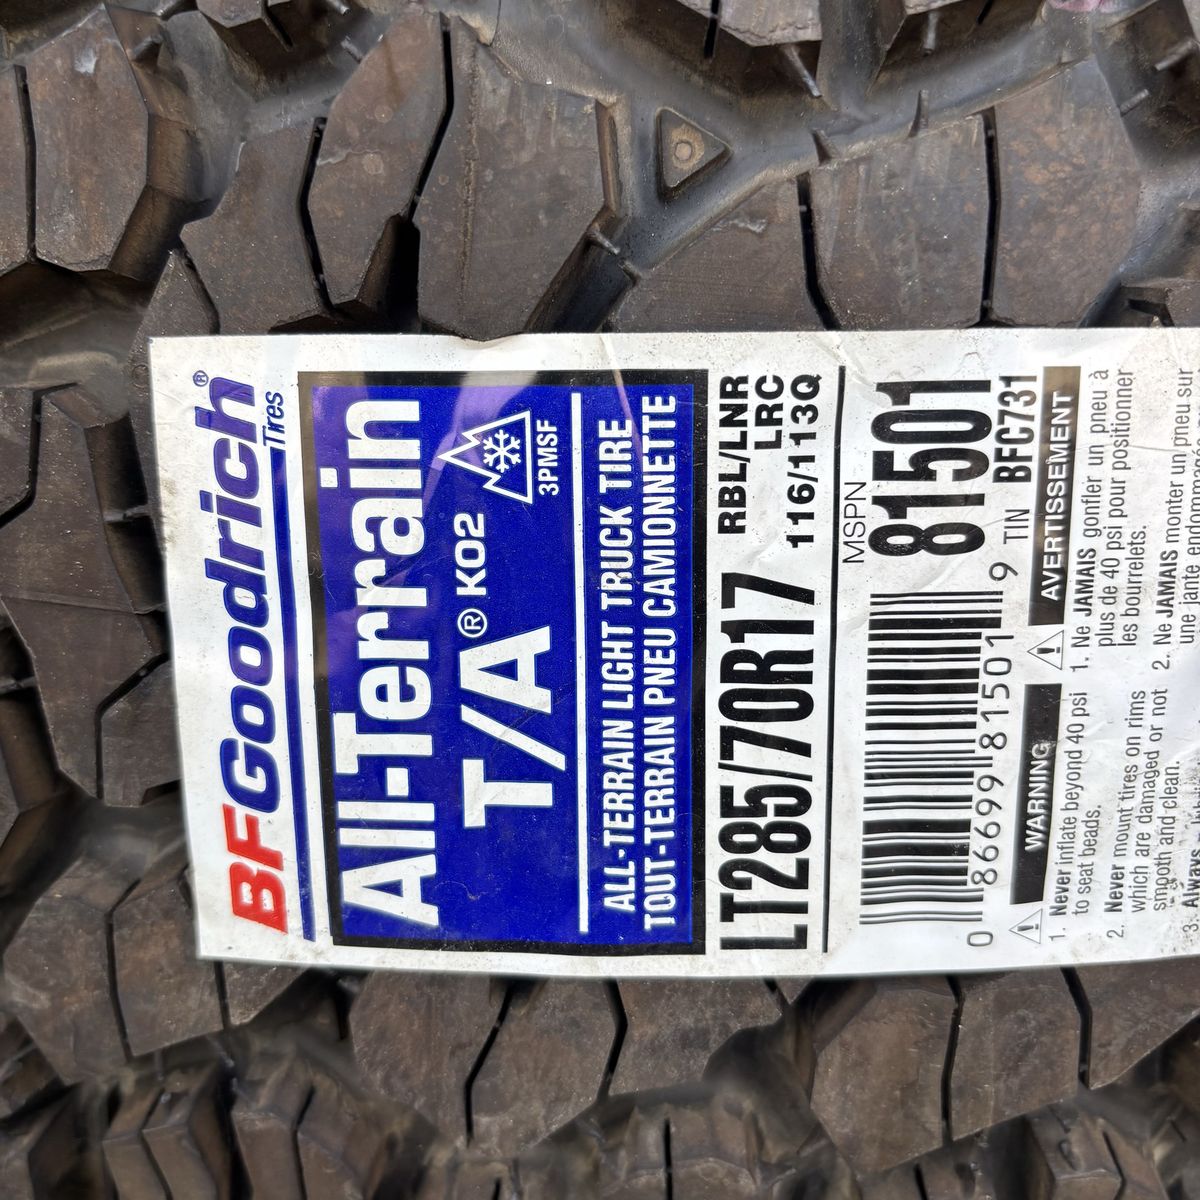 BFGoodrich®
Tires
All-Terrain
T/A® KO2
3PMSF
ALL-TERRAIN LIGHT TRUCK TIRE
TOUT-TERRAIN PNEU CAMIONNETTE
LT285/70R17
RBL/LNR
LRC
116/113Q
MSPN
81501
0 86699 81501 9
TIN BFC731
WARNING
1. Never inflate beyond 40 psi
to seat beads.
2. Never mount tires on rims
which are damaged or not
smooth and clean.
3. Always
AVERTISSEMENT
1. Ne JAMAIS gonfler un pneu à
plus de 40 psi pour positionner
les bourrelets.
2. Ne JAMAIS monter un pneu sur
une jante